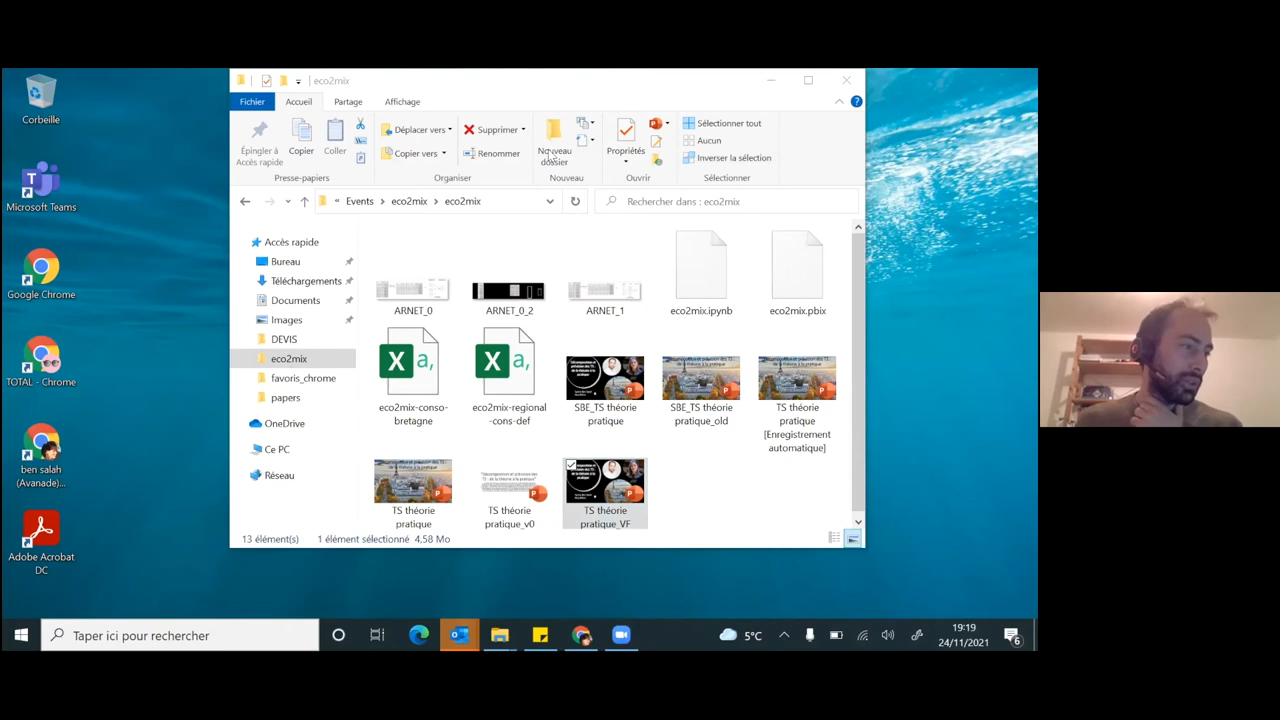 Corbeille
Microsoft Teams
Google Chrome
TOTAL - Chrome
ben salah
(Avanade)...
Adobe Acrobat
DC
eco2mix
Fichier
Accueil
Partage
Affichage
Épingler à
Accès rapide
Copier
Coller
Presse-papiers
Déplacer vers
Copier vers
Supprimer
Renommer
Organiser
Nouveau
dossier
Nouveau
Propriétés
Ouvrir
Sélectionner tout
Aucun
Inverser la sélection
Sélectionner
« Events > eco2mix > eco2mix
Rechercher dans : eco2mix
Accès rapide
Bureau
Téléchargements
Documents
Images
DEVIS
eco2mix
favoris_chrome
papers
OneDrive
Ce PC
Réseau
ARNET_0
ARNET_0_2
ARNET_1
eco2mix.ipynb
eco2mix.pbix
eco2mix-conso-
bretagne
eco2mix-regional
-cons-def
SBE_TS théorie
pratique
SBE_TS théorie
pratique_old
TS théorie
pratique
[Enregistrement
automatique]
TS théorie
pratique
TS théorie
pratique_v0
TS théorie
pratique_VF
13 élément(s)
1 élément sélectionné 4,58 Mo
Taper ici pour rechercher
5°C
19:19
24/11/2021
6